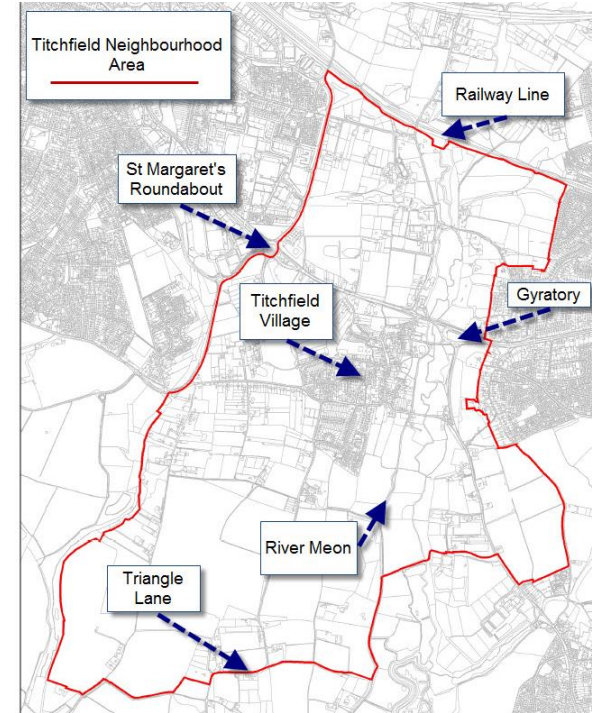 Titchfield Neighbourhood
Area
Railway Line
St Margaret's
Roundabout
Titchfield
Village
Gyratory
River Meon
Triangle
Lane